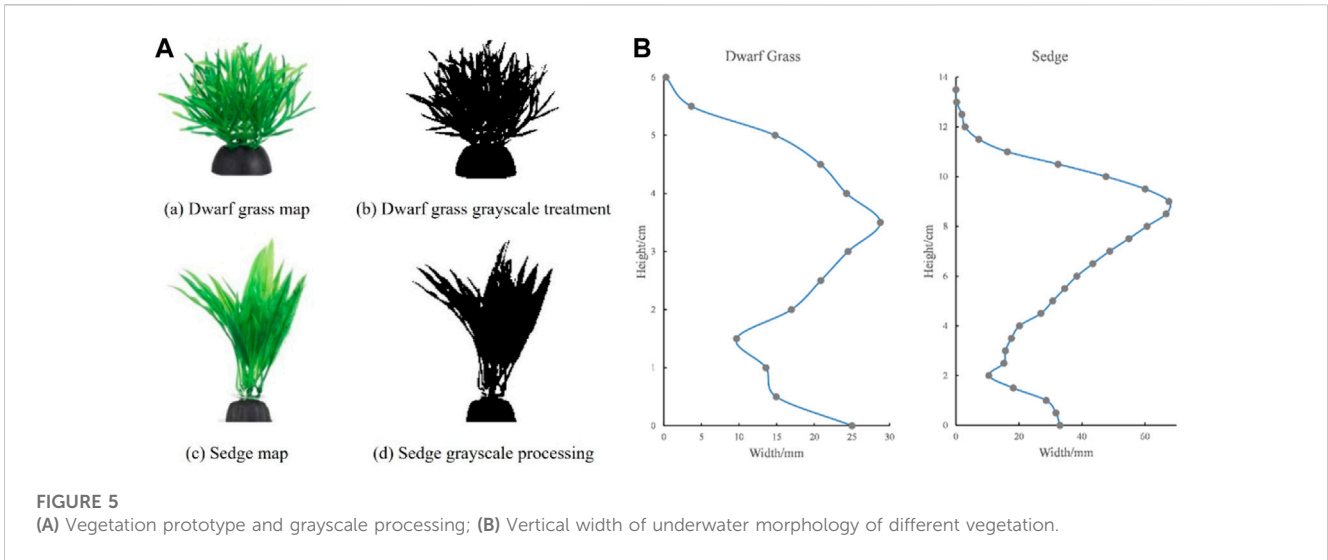 A
B
(a) Dwarf grass map
(b) Dwarf grass grayscale treatment
(c) Sedge map
(d) Sedge grayscale processing
Dwarf Grass
Height/cm
6
5
4
3
2
1
0
0
5
10
15
20
25
30
Width/mm
Sedge
Height/cm
14
12
10
8
6
4
2
0
0
20
40
60
Width/mm
FIGURE 5
(A) Vegetation prototype and grayscale processing; (B) Vertical width of underwater morphology of different vegetation.